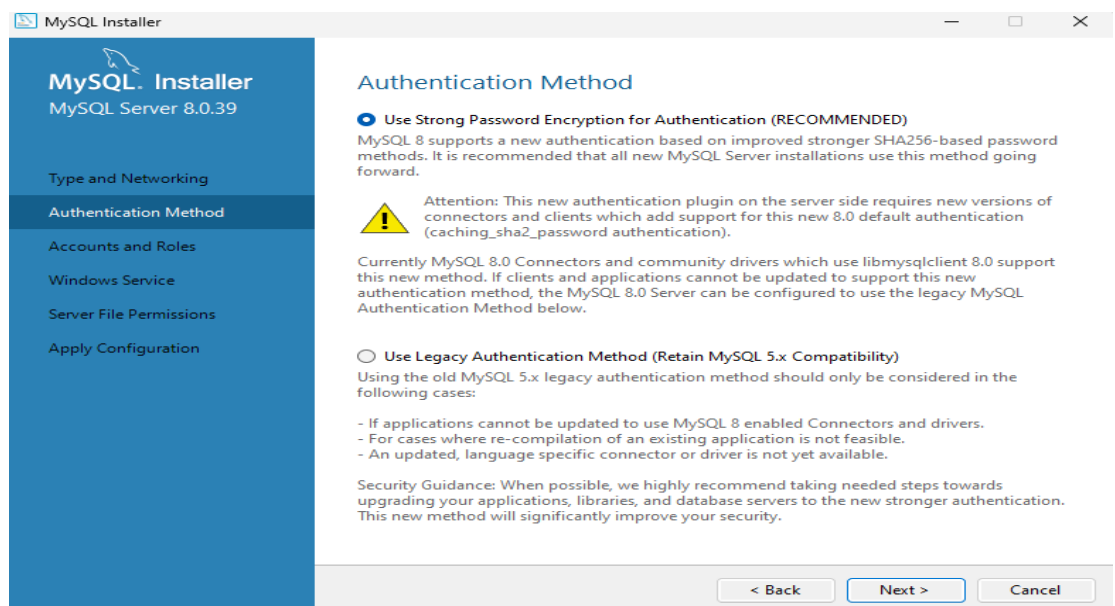 MySQL Installer
MySQL. Installer
MySQL Server 8.0.39
Type and Networking
Authentication Method
Accounts and Roles
Windows Service
Server File Permissions
Apply Configuration
Authentication Method
Use Strong Password Encryption for Authentication (RECOMMENDED)
MySQL 8 supports a new authentication based on improved stronger SHA256-based password
methods. It is recommended that all new MySQL Server installations use this method going
forward.
Attention: This new authentication plugin on the server side requires new versions of
connectors and clients which add support for this new 8.0 default authentication
(caching_sha2_password authentication).
Currently MySQL 8.0 Connectors and community drivers which use libmysqlclient 8.0 support
this new method. If clients and applications cannot be updated to support this new
authentication method, the MySQL 8.0 Server can be configured to use the legacy MySQL
Authentication Method below.
Use Legacy Authentication Method (Retain MySQL 5.x Compatibility)
Using the old MySQL 5.x legacy authentication method should only be considered in the
following cases:
- If applications cannot be updated to use MySQL 8 enabled Connectors and drivers.
- For cases where re-compilation of an existing application is not feasible.
- An updated, language specific connector or driver is not yet available.
Security Guidance: When possible, we highly recommend taking needed steps towards
upgrading your applications, libraries, and database servers to the new stronger authentication.
This new method will significantly improve your security.
< Back
Next >
Cancel